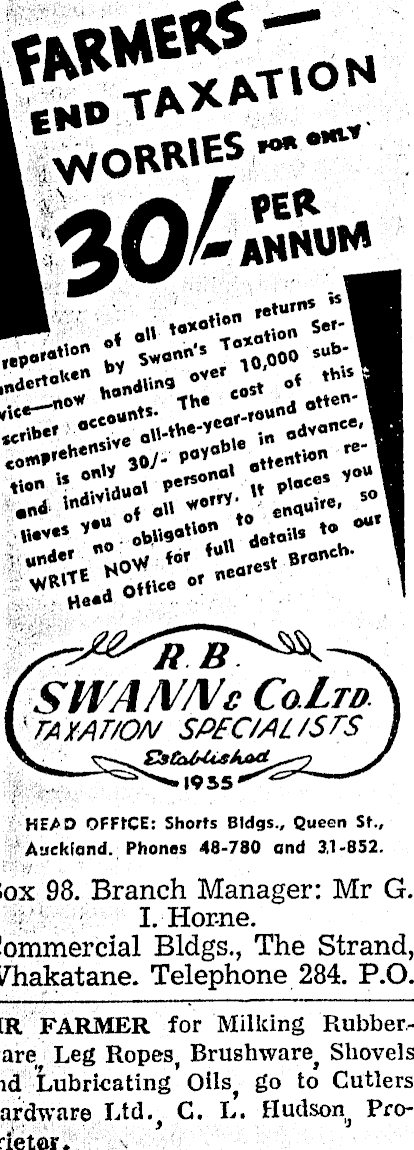 FARMERS—
END TAXATION
WORRIES FOR ONLY
30/- PER
ANNUM
reparation of all taxation returns is
ndertaken by Swann's Taxation Ser-
vice—now handling over 10,000 sub-
scriber accounts. The cost of this
comprehensive all-the-year-round atten-
tion is only 30/- payable in advance,
and individual personal attention re-
lieves you of all worry. It places you
under no obligation to enquire, so
WRITE NOW for full details to our
Head Office or nearest Branch.
R. B.
SWANN & CO. LTD.
TAXATION SPECIALISTS
Established
1935
HEAD OFFICE: Shorts Bldgs., Queen St.,
Auckland. Phones 48-780 and 31-852.
ox 98. Branch Manager: Mr G.
I. Horne.
ommercial Bldgs., The Strand,
Whakatane. Telephone 284. P.O.
R FARMER for Milking Rubber-
are, Leg Ropes, Brushware, Shovels
nd Lubricating Oils, go to Cutlers
ardware Ltd., C. L. Hudson, Pro-
rietor.